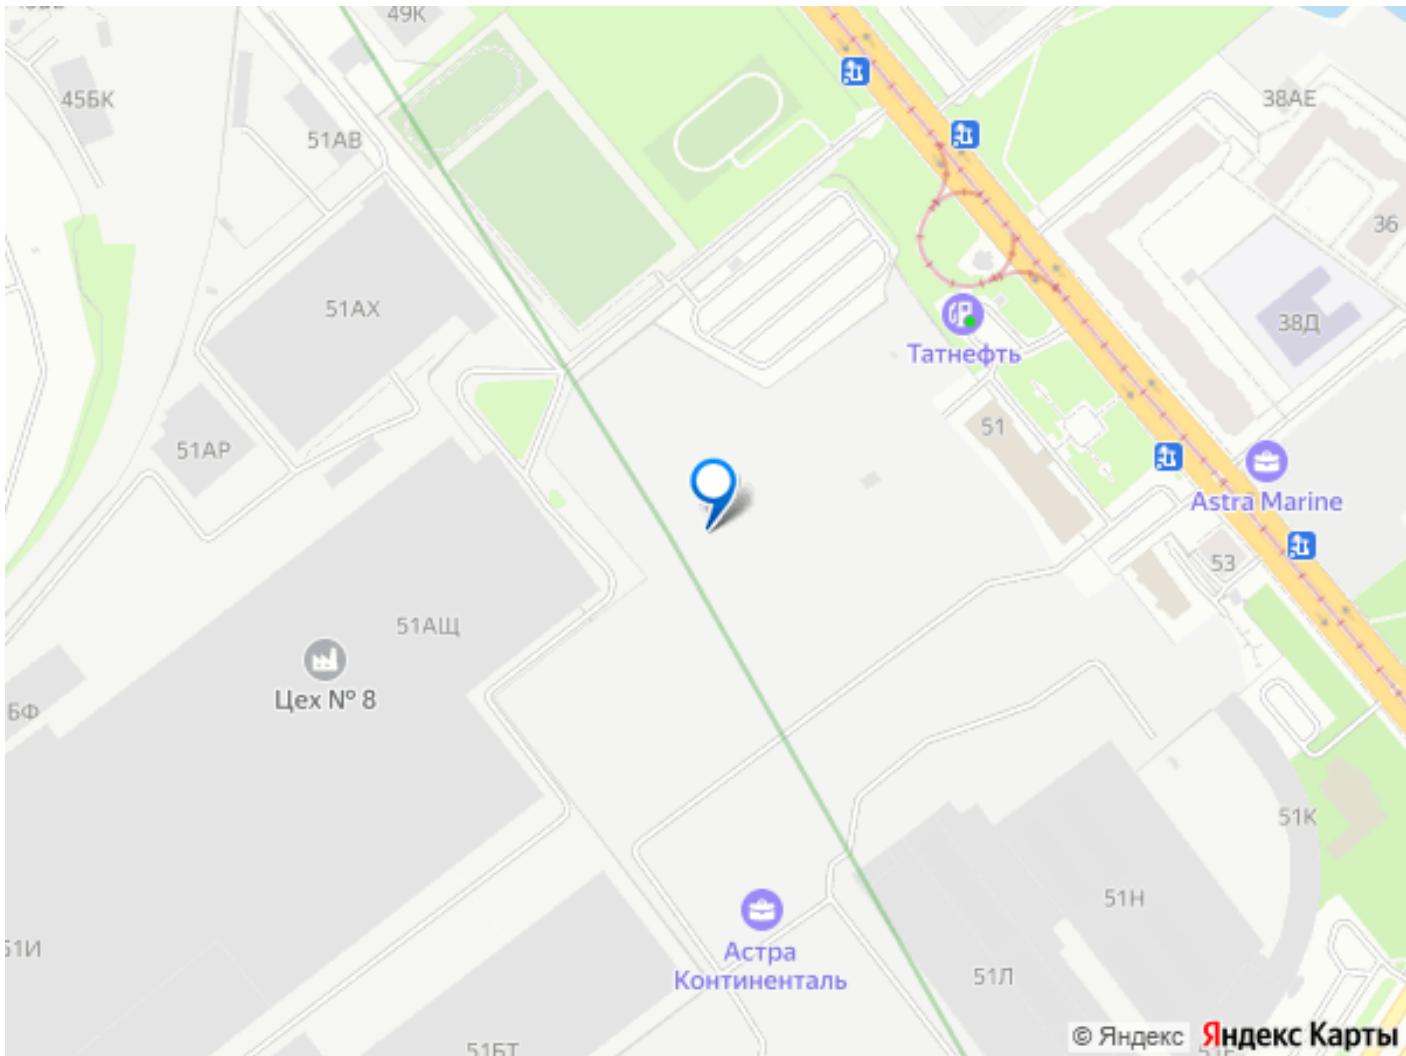 49К
45БК
51АВ
38АЕ
36
51АХ
38Д
Татнефть
51
51АР
Astra Marine
53
51АЩ
Цех № 8
БФ
51К
51Н
51И
Астра
Континенталь
51Л
51БТ
© Яндекс
Яндекс Карты